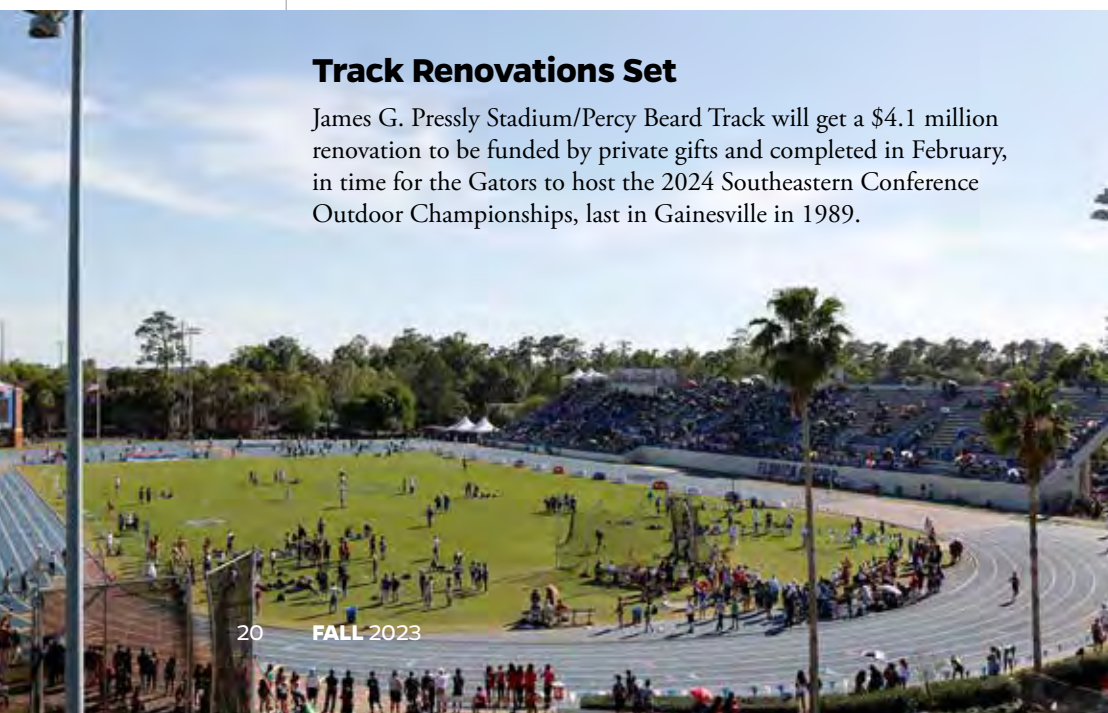 Track Renovations Set
James G. Pressly Stadium/Percy Beard Track will get a $4.1 million
renovation to be funded by private gifts and completed in February,
in time for the Gators to host the 2024 Southeastern Conference
Outdoor Championships, last in Gainesville in 1989.
FLORIDA
20 FALL 2023